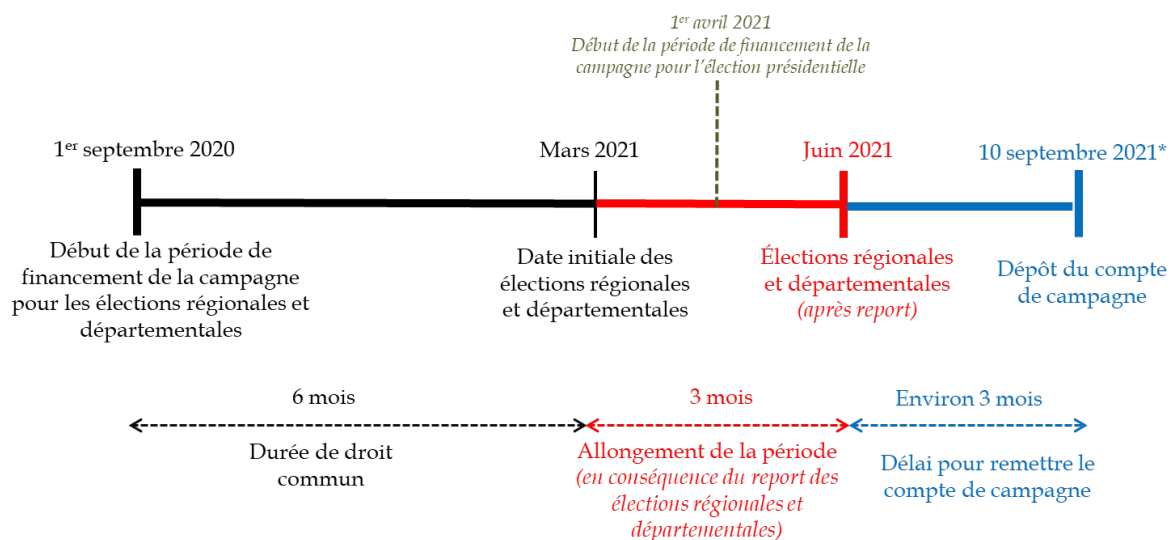 1er avril 2021
Début de la période de financement de la
campagne pour l'élection présidentielle
1er septembre 2020
Mars 2021
Juin 2021
10 septembre 2021*
Début de la période de
financement de la campagne
pour les élections régionales et
départementales
Date initiale des
élections régionales
et départementales
Élections régionales
et départementales
(après report)
Dépôt du compte
de campagne
6 mois
Durée de droit
commun
3 mois
Allongement de la période
(en conséquence du report des
élections régionales et
départementales)
Environ 3 mois
Délai pour remettre le
compte de campagne